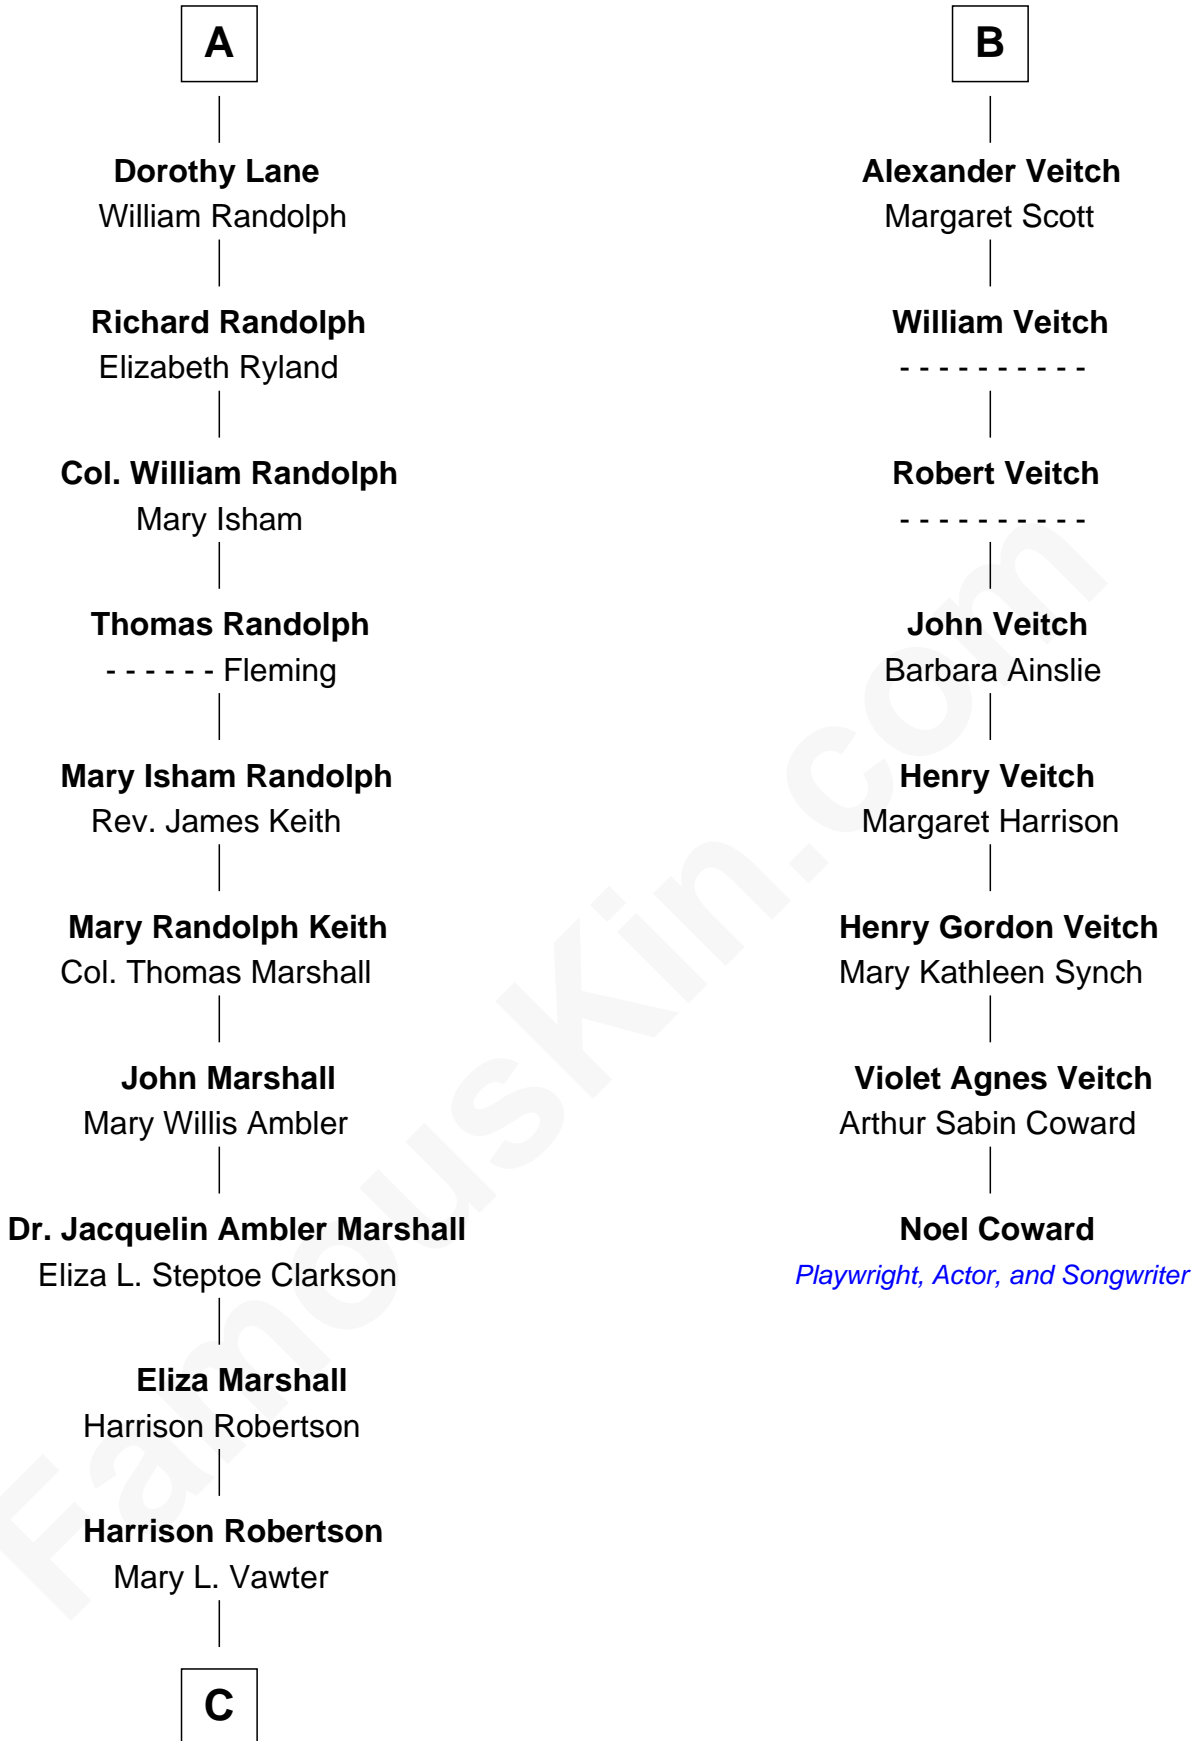 A
Dorothy Lane
William Randolph
Richard Randolph
Elizabeth Ryland
Col. William Randolph
Mary Isham
Thomas Randolph
- - - - - - Fleming
Mary Isham Randolph
Rev. James Keith
Mary Randolph Keith
Col. Thomas Marshall
John Marshall
Mary Willis Ambler
Dr. Jacquelin Ambler Marshall
Eliza L. Steptoe Clarkson
Eliza Marshall
Harrison Robertson
Harrison Robertson
Mary L. Vawter
C
B
Alexander Veitch
Margaret Scott
William Veitch
- - - - - - - - - -
Robert Veitch
- - - - - - - - - -
John Veitch
Barbara Ainslie
Henry Veitch
Margaret Harrison
Henry Gordon Veitch
Mary Kathleen Synch
Violet Agnes Veitch
Arthur Sabin Coward
Noel Coward
Playwright, Actor, and Songwriter
FamousKin.com